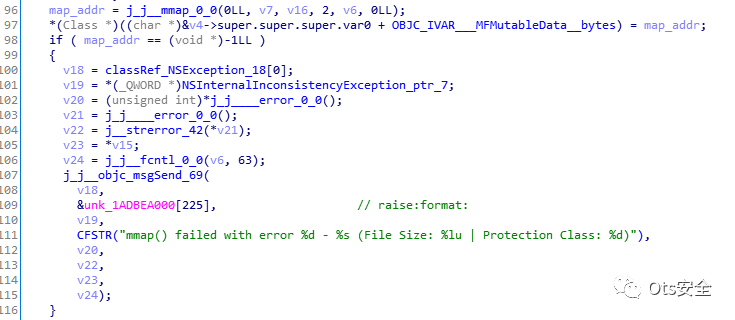 96 map_addr = j_j__mmap_0_0(0LL, v7, v16, 2, v6, 0LL);
97 *(Class *)((char *)&v4->super.super.super.var0 + OBJC_IVAR___MFMutableData__bytes) = map_addr;
98 if ( map_addr == (void *)-1LL )
99 {
100 v18 = classRef_NSException_18[0];
101 v19 = *(_QWORD *)NSInternalInconsistencyException_ptr_7;
102 v20 = (unsigned int)*j_j____error_0_0();
103 v21 = j_j____error_0_0();
104 v22 = j__strerror_42(*v21);
105 v23 = *v15;
106 v24 = j_j__fcntl_0_0(v6, 63);
107 j_j__objc_msgSend_69(
108 v18,
109 &unk_1ADBEA000[225], // raise:format:
110 v19,
111 CFSTR("mmap() failed with error %d - %s (File Size: %lu | Protection Class: %d)"),
112 v20,
113 v22,
114 v23,
115 v24);
116 }
Ots安全